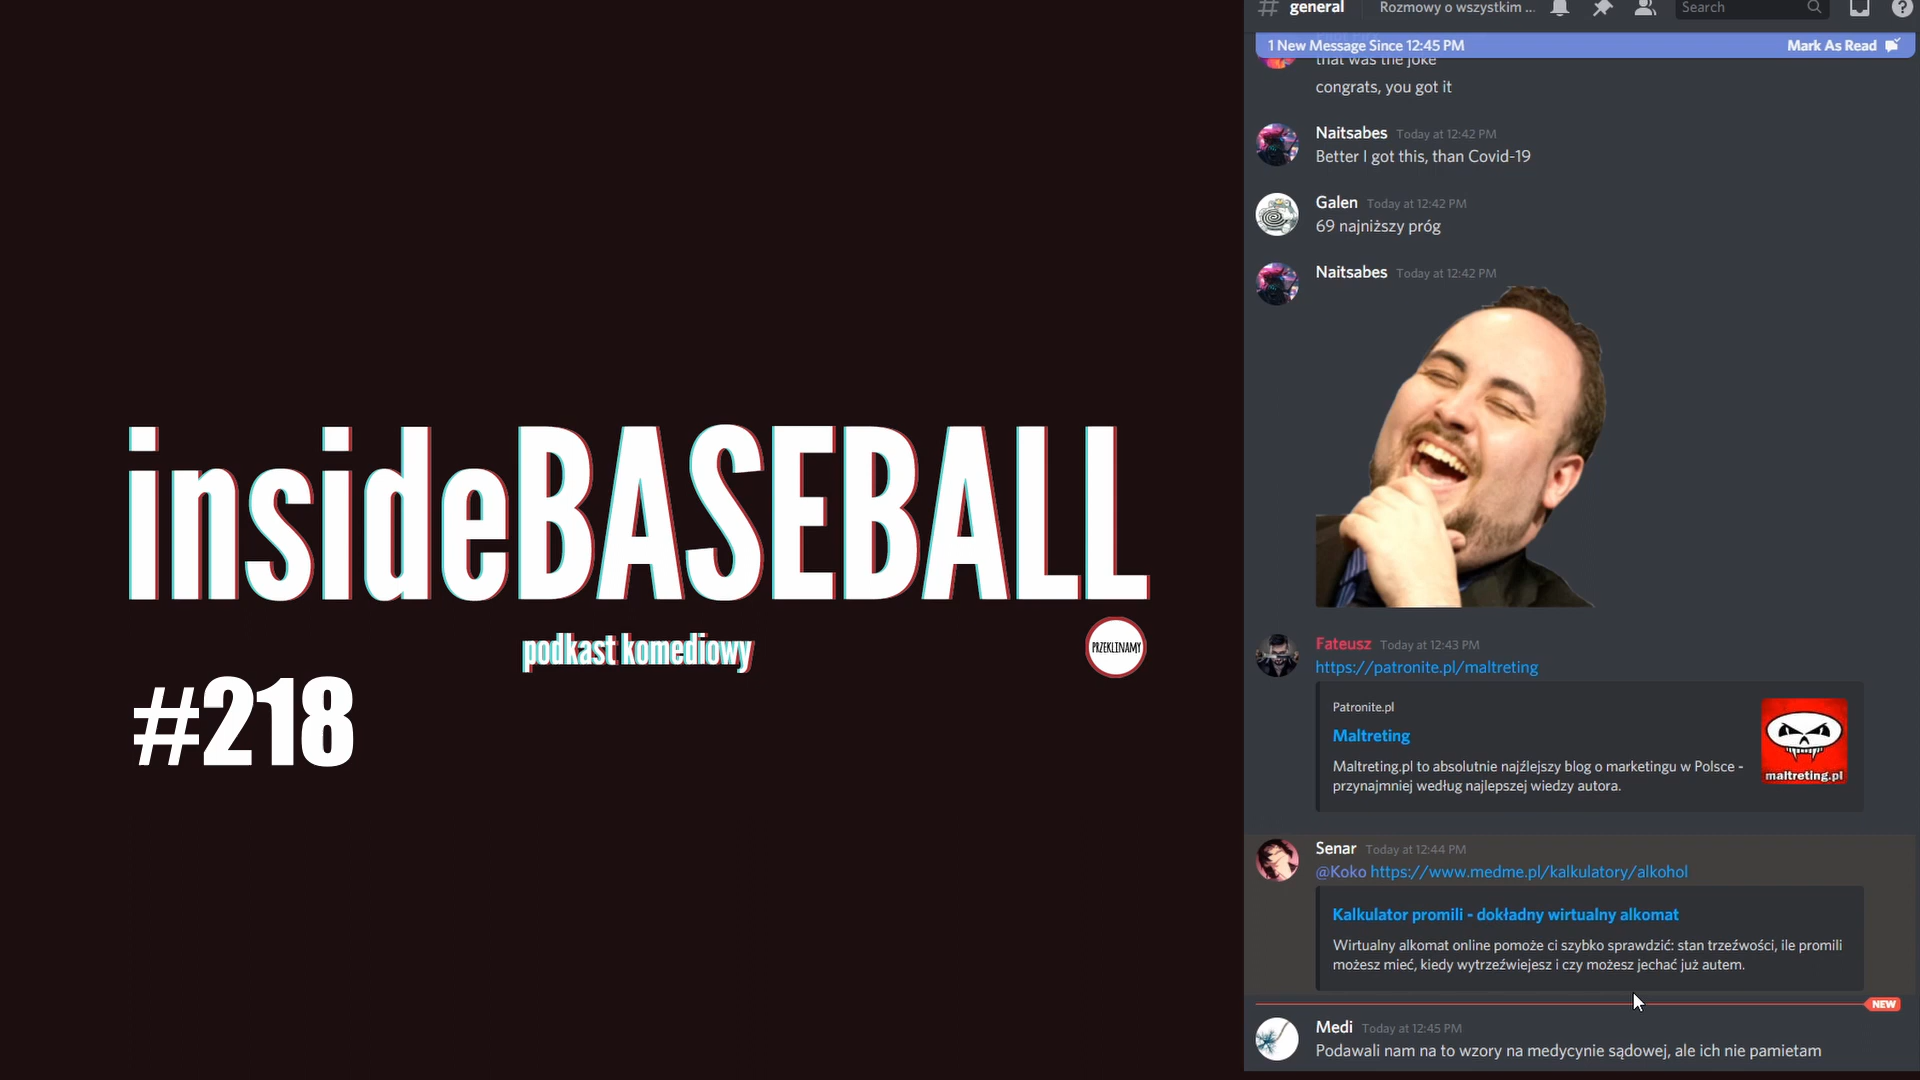 insideBASEBALL
podkast komediowy
PRZEKLINAMY
#218
# general
Rozmowy o wszystkim ...
Search
1 New Message Since 12:45 PM
Mark As Read
that was the joke
congrats, you got it
Naitsabes Today at 12:42 PM
Better I got this, than Covid-19
Galen Today at 12:42 PM
69 najniższy próg
Naitsabes Today at 12:42 PM
Fateusz Today at 12:43 PM
https://patronite.pl/maltreting
Patronite.pl
Maltreting
Maltreting.pl to absolutnie najźlejszy blog o marketingu w Polsce -
przynajmniej według najlepszej wiedzy autora.
maltreting.pl
Senar Today at 12:44 PM
@Koko https://www.medme.pl/kalkulatory/alkohol
Kalkulator promili - dokładny wirtualny alkomat
Wirtualny alkomat online pomoże ci szybko sprawdzić: stan trzeźwości, ile promili
możesz mieć, kiedy wytrzeźwiejesz i czy możesz jechać już autem.
NEW
Medi Today at 12:45 PM
Podawali nam na to wzory na medycynie sądowej, ale ich nie pamietam